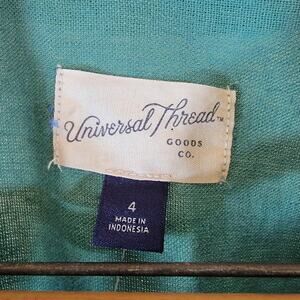 Universal Thread™
GOODS
CO.
4
MADE IN
INDONESIA